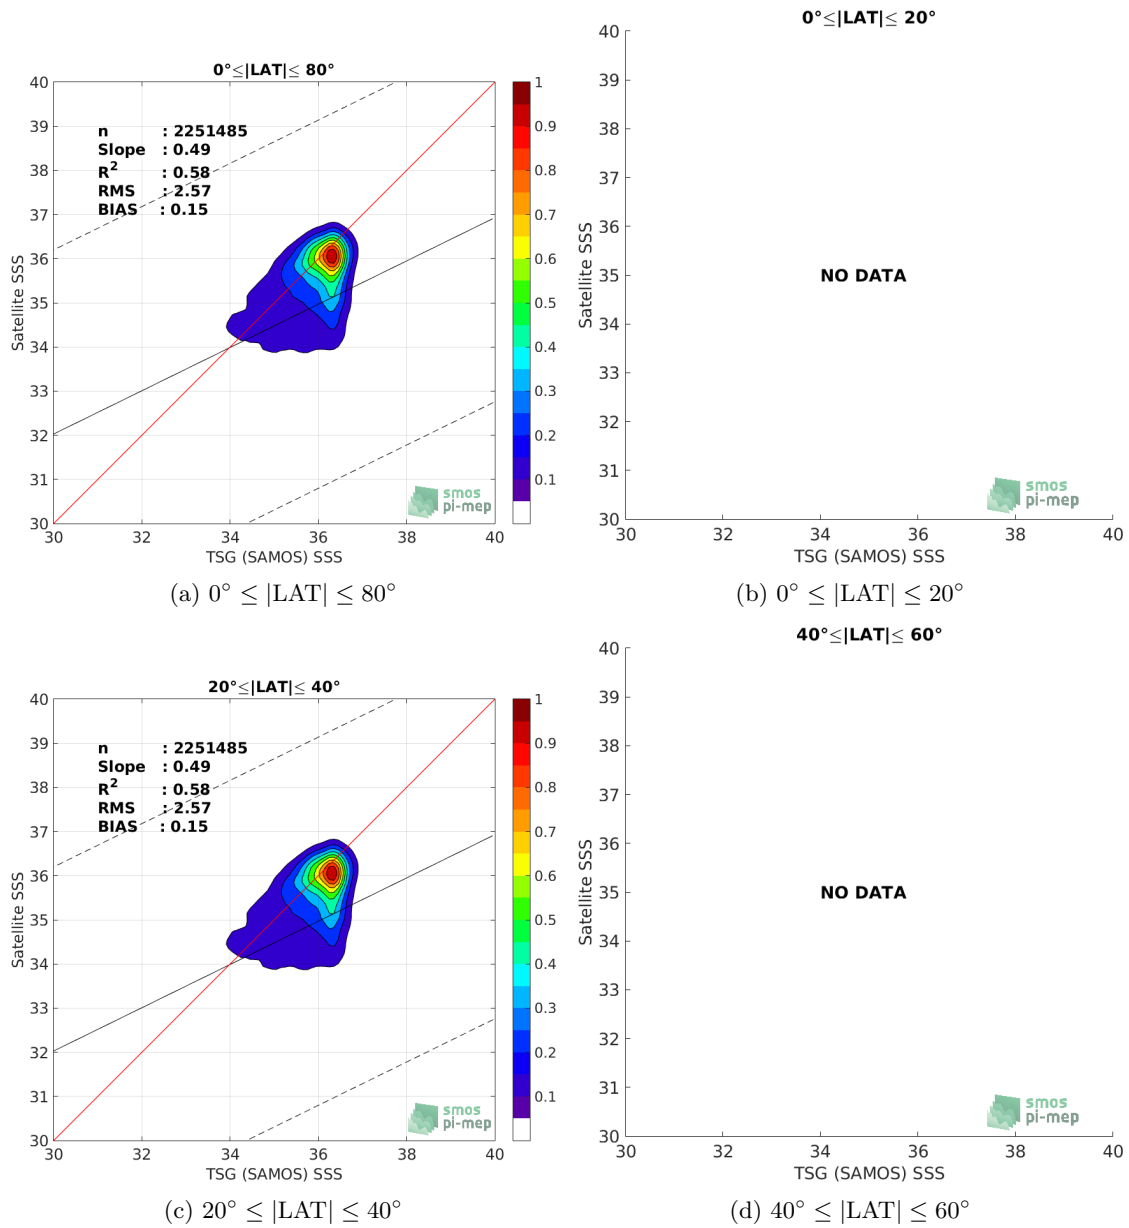 0°≤|LAT|≤ 80°
40
39
38
37
36
35
34
33
32
31
30
Satellite SSS
n : 2251485
Slope : 0.49
R² : 0.58
RMS : 2.57
BIAS : 0.15
smos
pi-mep
30 32 34 36 38 40
TSG (SAMOS) SSS
1
0.9
0.8
0.7
0.6
0.5
0.4
0.3
0.2
0.1
(a) 0° ≤ |LAT| ≤ 80°
0°≤|LAT|≤ 20°
40
39
38
37
36
35
34
33
32
31
30
Satellite SSS
NO DATA
smos
pi-mep
30 32 34 36 38 40
TSG (SAMOS) SSS
(b) 0° ≤ |LAT| ≤ 20°
20°≤|LAT|≤ 40°
40
39
38
37
36
35
34
33
32
31
30
Satellite SSS
n : 2251485
Slope : 0.49
R² : 0.58
RMS : 2.57
BIAS : 0.15
smos
pi-mep
30 32 34 36 38 40
TSG (SAMOS) SSS
1
0.9
0.8
0.7
0.6
0.5
0.4
0.3
0.2
0.1
(c) 20° ≤ |LAT| ≤ 40°
40°≤|LAT|≤ 60°
40
39
38
37
36
35
34
33
32
31
30
Satellite SSS
NO DATA
smos
pi-mep
30 32 34 36 38 40
TSG (SAMOS) SSS
(d) 40° ≤ |LAT| ≤ 60°